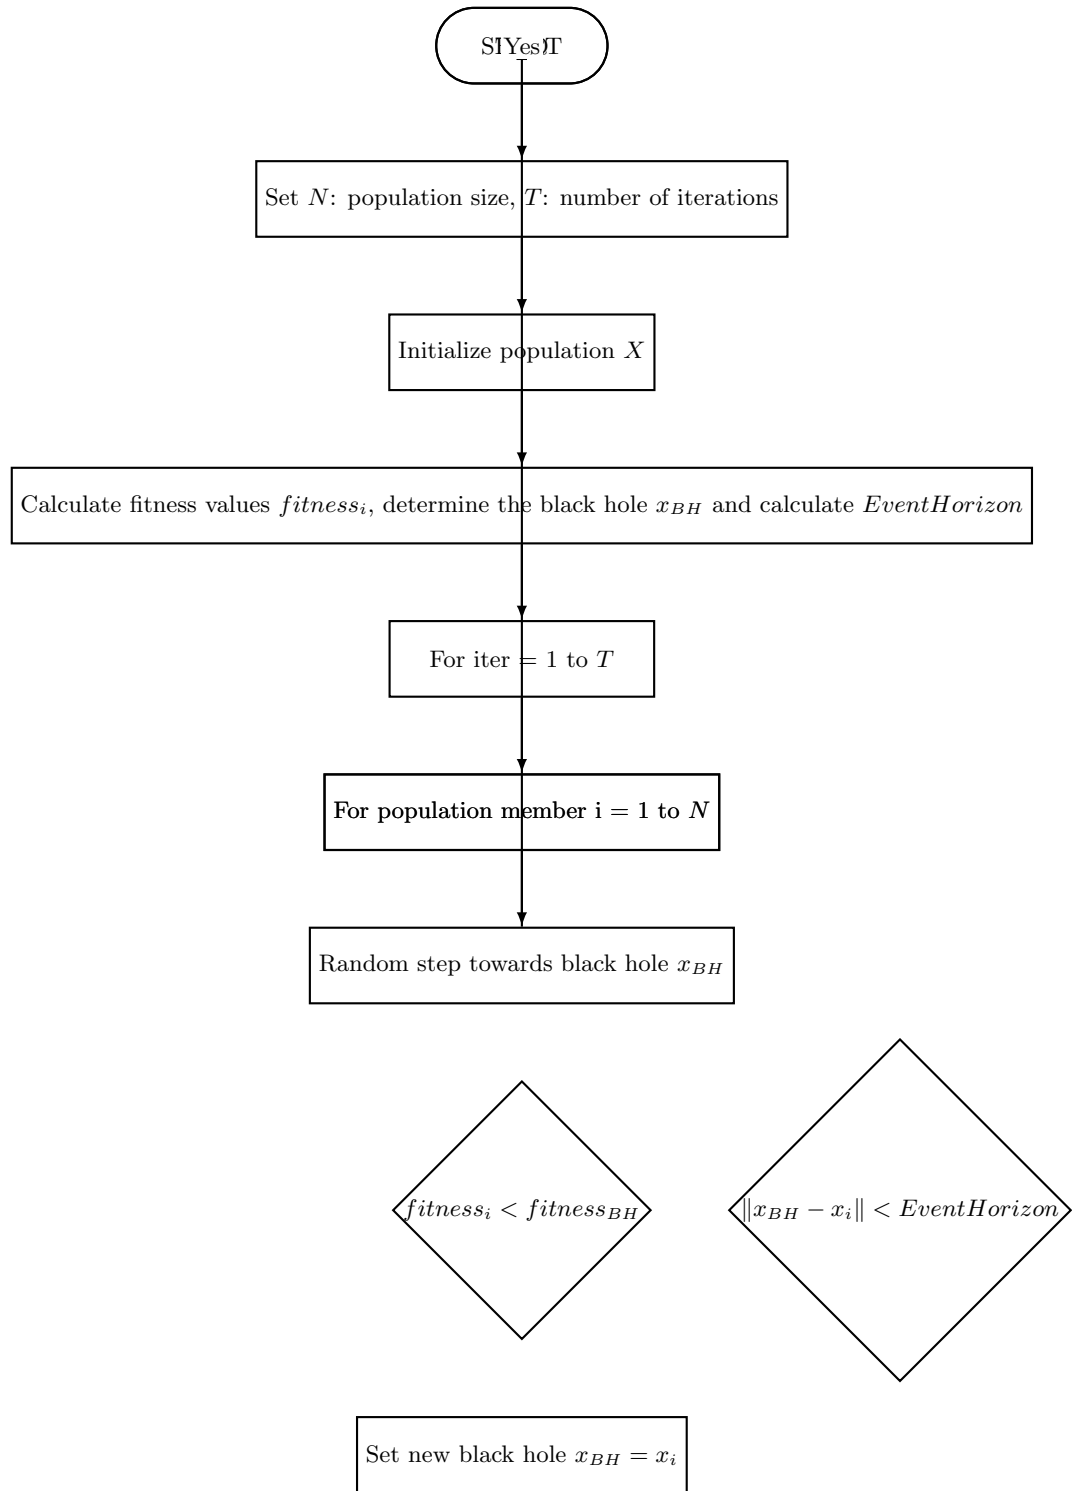 Yes
Set N: population size, T: number of iterations
Initialize population X
Calculate fitness values fitness_i, determine the black hole x_BH and calculate EventHorizon
For iter = 1 to T
For population member i = 1 to N
Random step towards black hole x_BH
fitness_i < fitness_BH
‖x_BH − x_i‖ < EventHorizon
Set new black hole x_BH = x_i